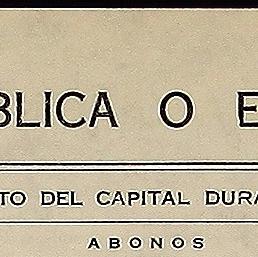 BLICA O E
TO DEL CAPITAL DURA
ABONOS